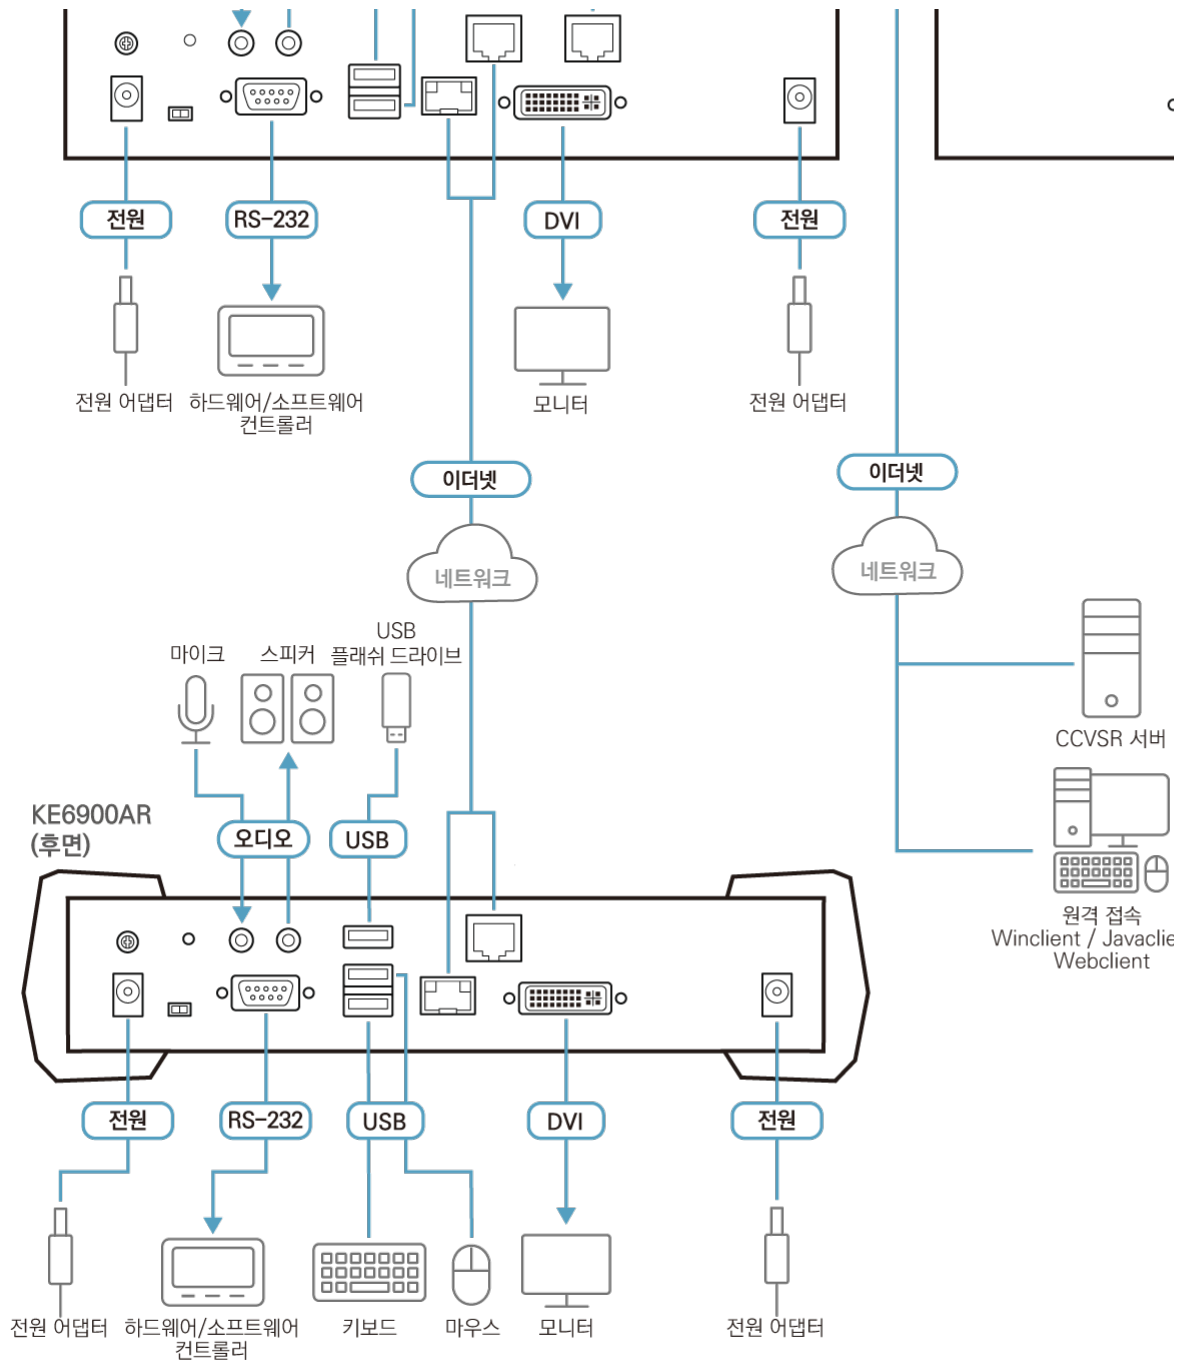 전원
RS-232
DVI
전원
전원 어댑터
하드웨어/소프트웨어
컨트롤러
모니터
전원 어댑터
이더넷
이더넷
네트워크
네트워크
마이크
스피커
USB
플래쉬 드라이브
CCVSR 서버
KE6900AR
(후면)
오디오
USB
원격 접속
Winclient / Javaclie
Webclient
전원
RS-232
USB
DVI
전원
전원 어댑터
하드웨어/소프트웨어
컨트롤러
키보드
마우스
모니터
전원 어댑터